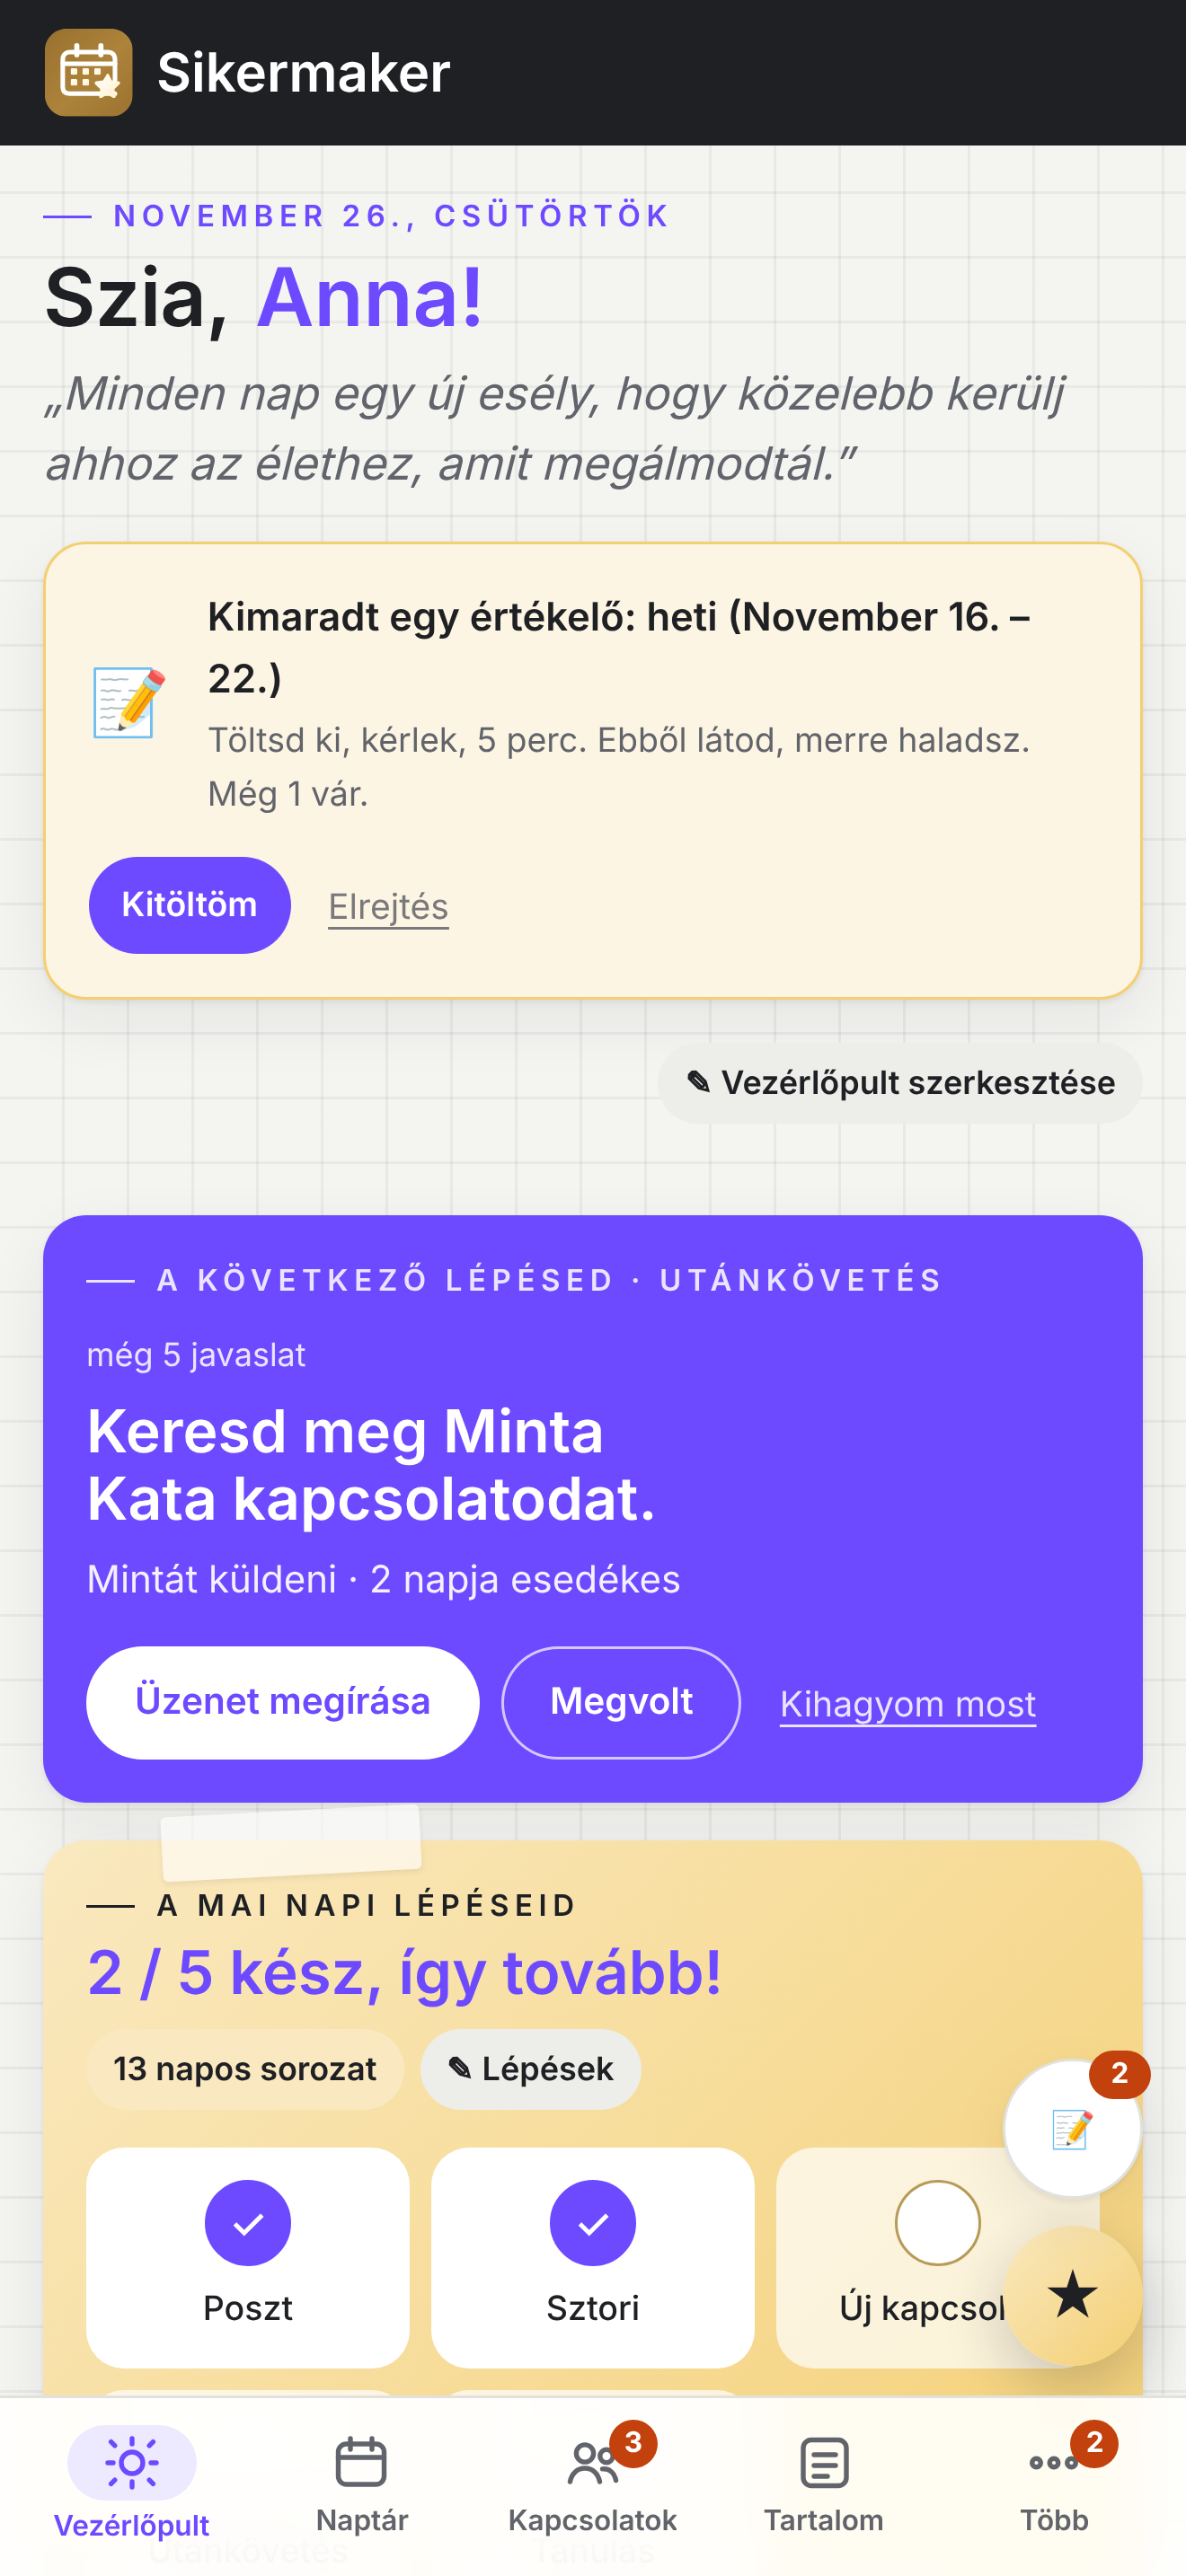 Sikermaker
NOVEMBER 26., CSÜTÖRTÖK
Szia, Anna!
„Minden nap egy új esély, hogy közelebb kerülj
ahhoz az élethez, amit megálmodtál.”
Kimaradt egy értékelő: heti (November 16. –
22.)
Töltsd ki, kérlek, 5 perc. Ebből látod, merre haladsz.
Még 1 vár.
Kitöltöm
Elrejtés
✎ Vezérlőpult szerkesztése
A KÖVETKEZŐ LÉPÉSED · UTÁNKÖVETÉS
még 5 javaslat
Keresd meg Minta
Kata kapcsolatodat.
Mintát küldeni · 2 napja esedékes
Üzenet megírása
Megvolt
Kihagyom most
A MAI NAPI LÉPÉSEID
2 / 5 kész, így tovább!
13 napos sorozat
✎ Lépések
2
Poszt
Sztori
Új kapcsol
3
2
Vezérlőpult
Naptár
Kapcsolatok
Tartalom
Több
Utánkövetés
Tanulás